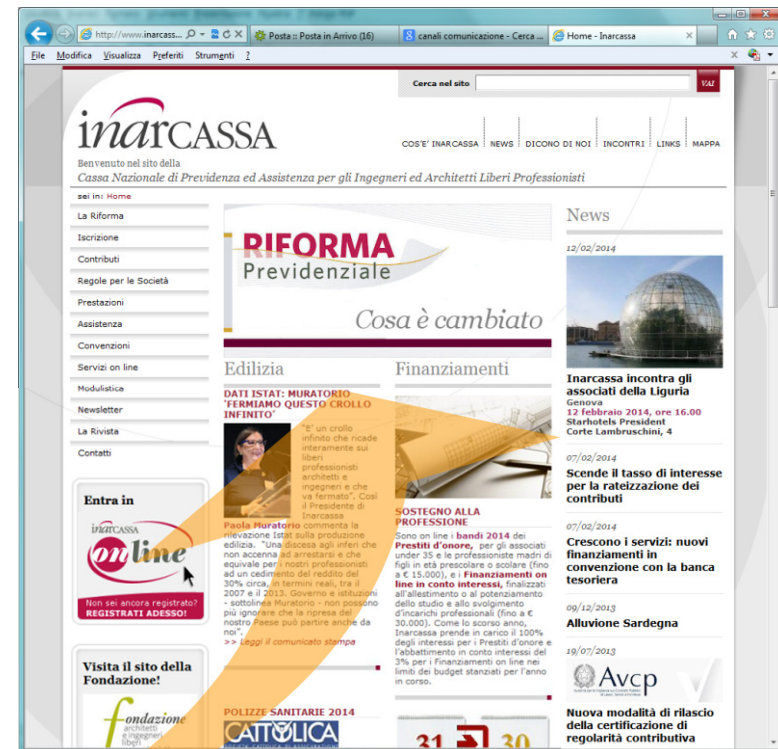 http://www.inarcass...
Posta :: Posta in Arrivo (16)
canali comunicazione - Cerca ...
Home - Inarcassa
File Modifica Visualizza Preferiti Strumenti ?
Cerca nel sito
VAI
inarCASSA
COS'E' INARCASSA NEWS DICONO DI NOI INCONTRI LINKS MAPPA
Benvenuto nel sito della
Cassa Nazionale di Previdenza ed Assistenza per gli Ingegneri ed Architetti Liberi Professionisti
sei in: Home
La Riforma
Iscrizione
Contributi
Regole per le Società
Prestazioni
Assistenza
Convenzioni
Servizi on line
Modulistica
Newsletter
La Rivista
Contatti
Entra in
inarCASSA
on line
Non sei ancora registrato?
REGISTRATI ADESSO!
Visita il sito della
Fondazione!
fondazione
architetti
e ingegneri
liberi
RIFORMA
Previdenziale
Cosa è cambiato
Edilizia
DATI ISTAT: MURATORIO
'FERMIAMO QUESTO CROLLO
INFINITO'
"E' un crollo
infinito che ricade
interamente sui
liberi
professionisti
architetti e
ingegneri e che
va fermato". Così
il Presidente di
Inarcassa
Paola Muratorio commenta la
rilevazione Istat sulla produzione
edilizia. "Una discesa agli inferi che
non accenna ad arrestarsi e che
equivale per i nostri professionisti
ad un cedimento del reddito del
30% circa, in termini reali, tra il
2007 e il 2013. Governo e istituzioni
- sottolinea Muratorio - non possono
più ignorare che la ripresa del
nostro Paese può partire anche da
noi".
>> Leggi il comunicato stampa
POLIZZE SANITARIE 2014
CATTOLICA
Finanziamenti
SOSTEGNO ALLA
PROFESSIONE
Sono on line i bandi 2014 dei
Prestiti d'onore, per gli associati
under 35 e le professioniste madri di
figli in età prescolare o scolare (fino
a € 15.000), e i Finanziamenti on
line in conto interessi, finalizzati
all'allestimento o al potenziamento
dello studio e allo svolgimento
d'incarichi professionali (fino a €
30.000). Come lo scorso anno,
Inarcassa prende in carico il 100%
degli interessi per i Prestiti d'onore e
l'abbattimento in conto interessi del
3% per i Finanziamenti on line nei
limiti dei budget stanziati per l'anno
in corso.
31 30
News
12/02/2014
Inarcassa incontra gli
associati della Liguria
Genova
12 febbraio 2014, ore 16.00
Starhotels President
Corte Lambruschini, 4
07/02/2014
Scende il tasso di interesse
per la rateizzazione dei
contributi
07/02/2014
Crescono i servizi: nuovi
finanziamenti in
convenzione con la banca
tesoriera
09/12/2013
Alluvione Sardegna
19/07/2013
Avcp
Nuova modalità di rilascio
della certificazione di
regolarità contributiva